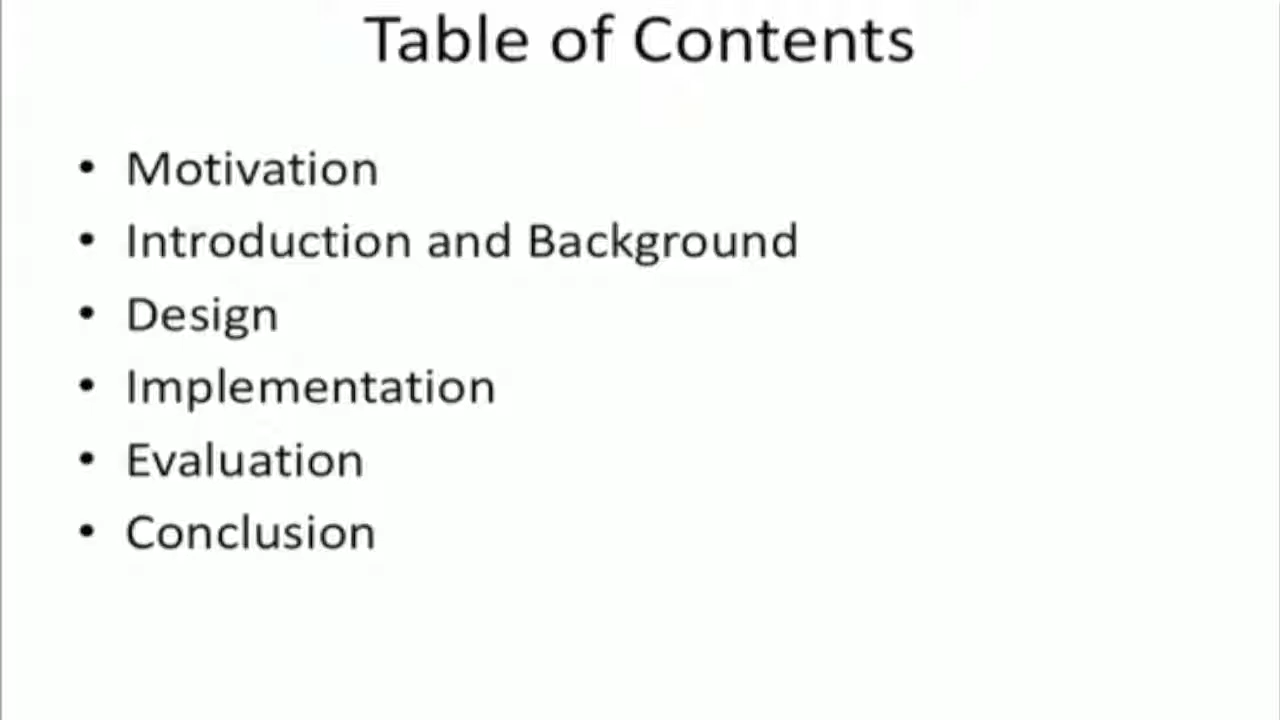 Table of Contents
• Motivation
• Introduction and Background
• Design
• Implementation
• Evaluation
• Conclusion